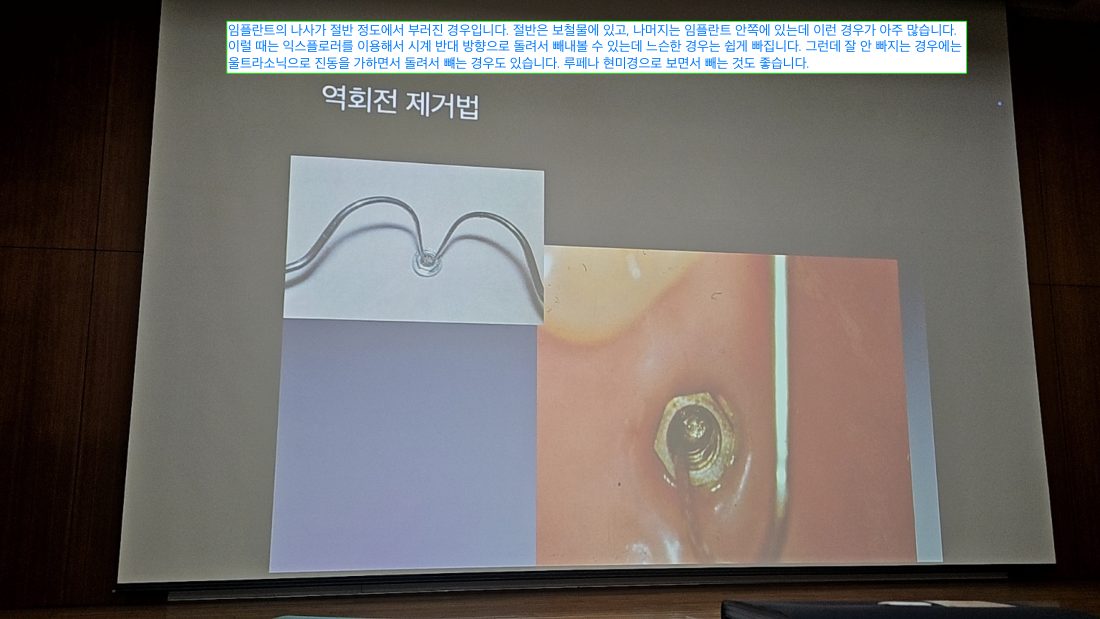 임플란트의 나사가 절반 정도에서 부러진 경우입니다. 절반은 보철물에 있고, 나머지는 임플란트 안쪽에 있는데 이런 경우가 아주 많습니다.
이럴 때는 익스플로러를 이용해서 시계 반대 방향으로 돌려서 빼내볼 수 있는데 느슨한 경우는 쉽게 빠집니다. 그런데 잘 안 빠지는 경우에는
울트라소닉으로 진동을 가하면서 돌려서 빼는 경우도 있습니다. 루페나 현미경으로 보면서 빼는 것도 좋습니다.
역회전 제거법